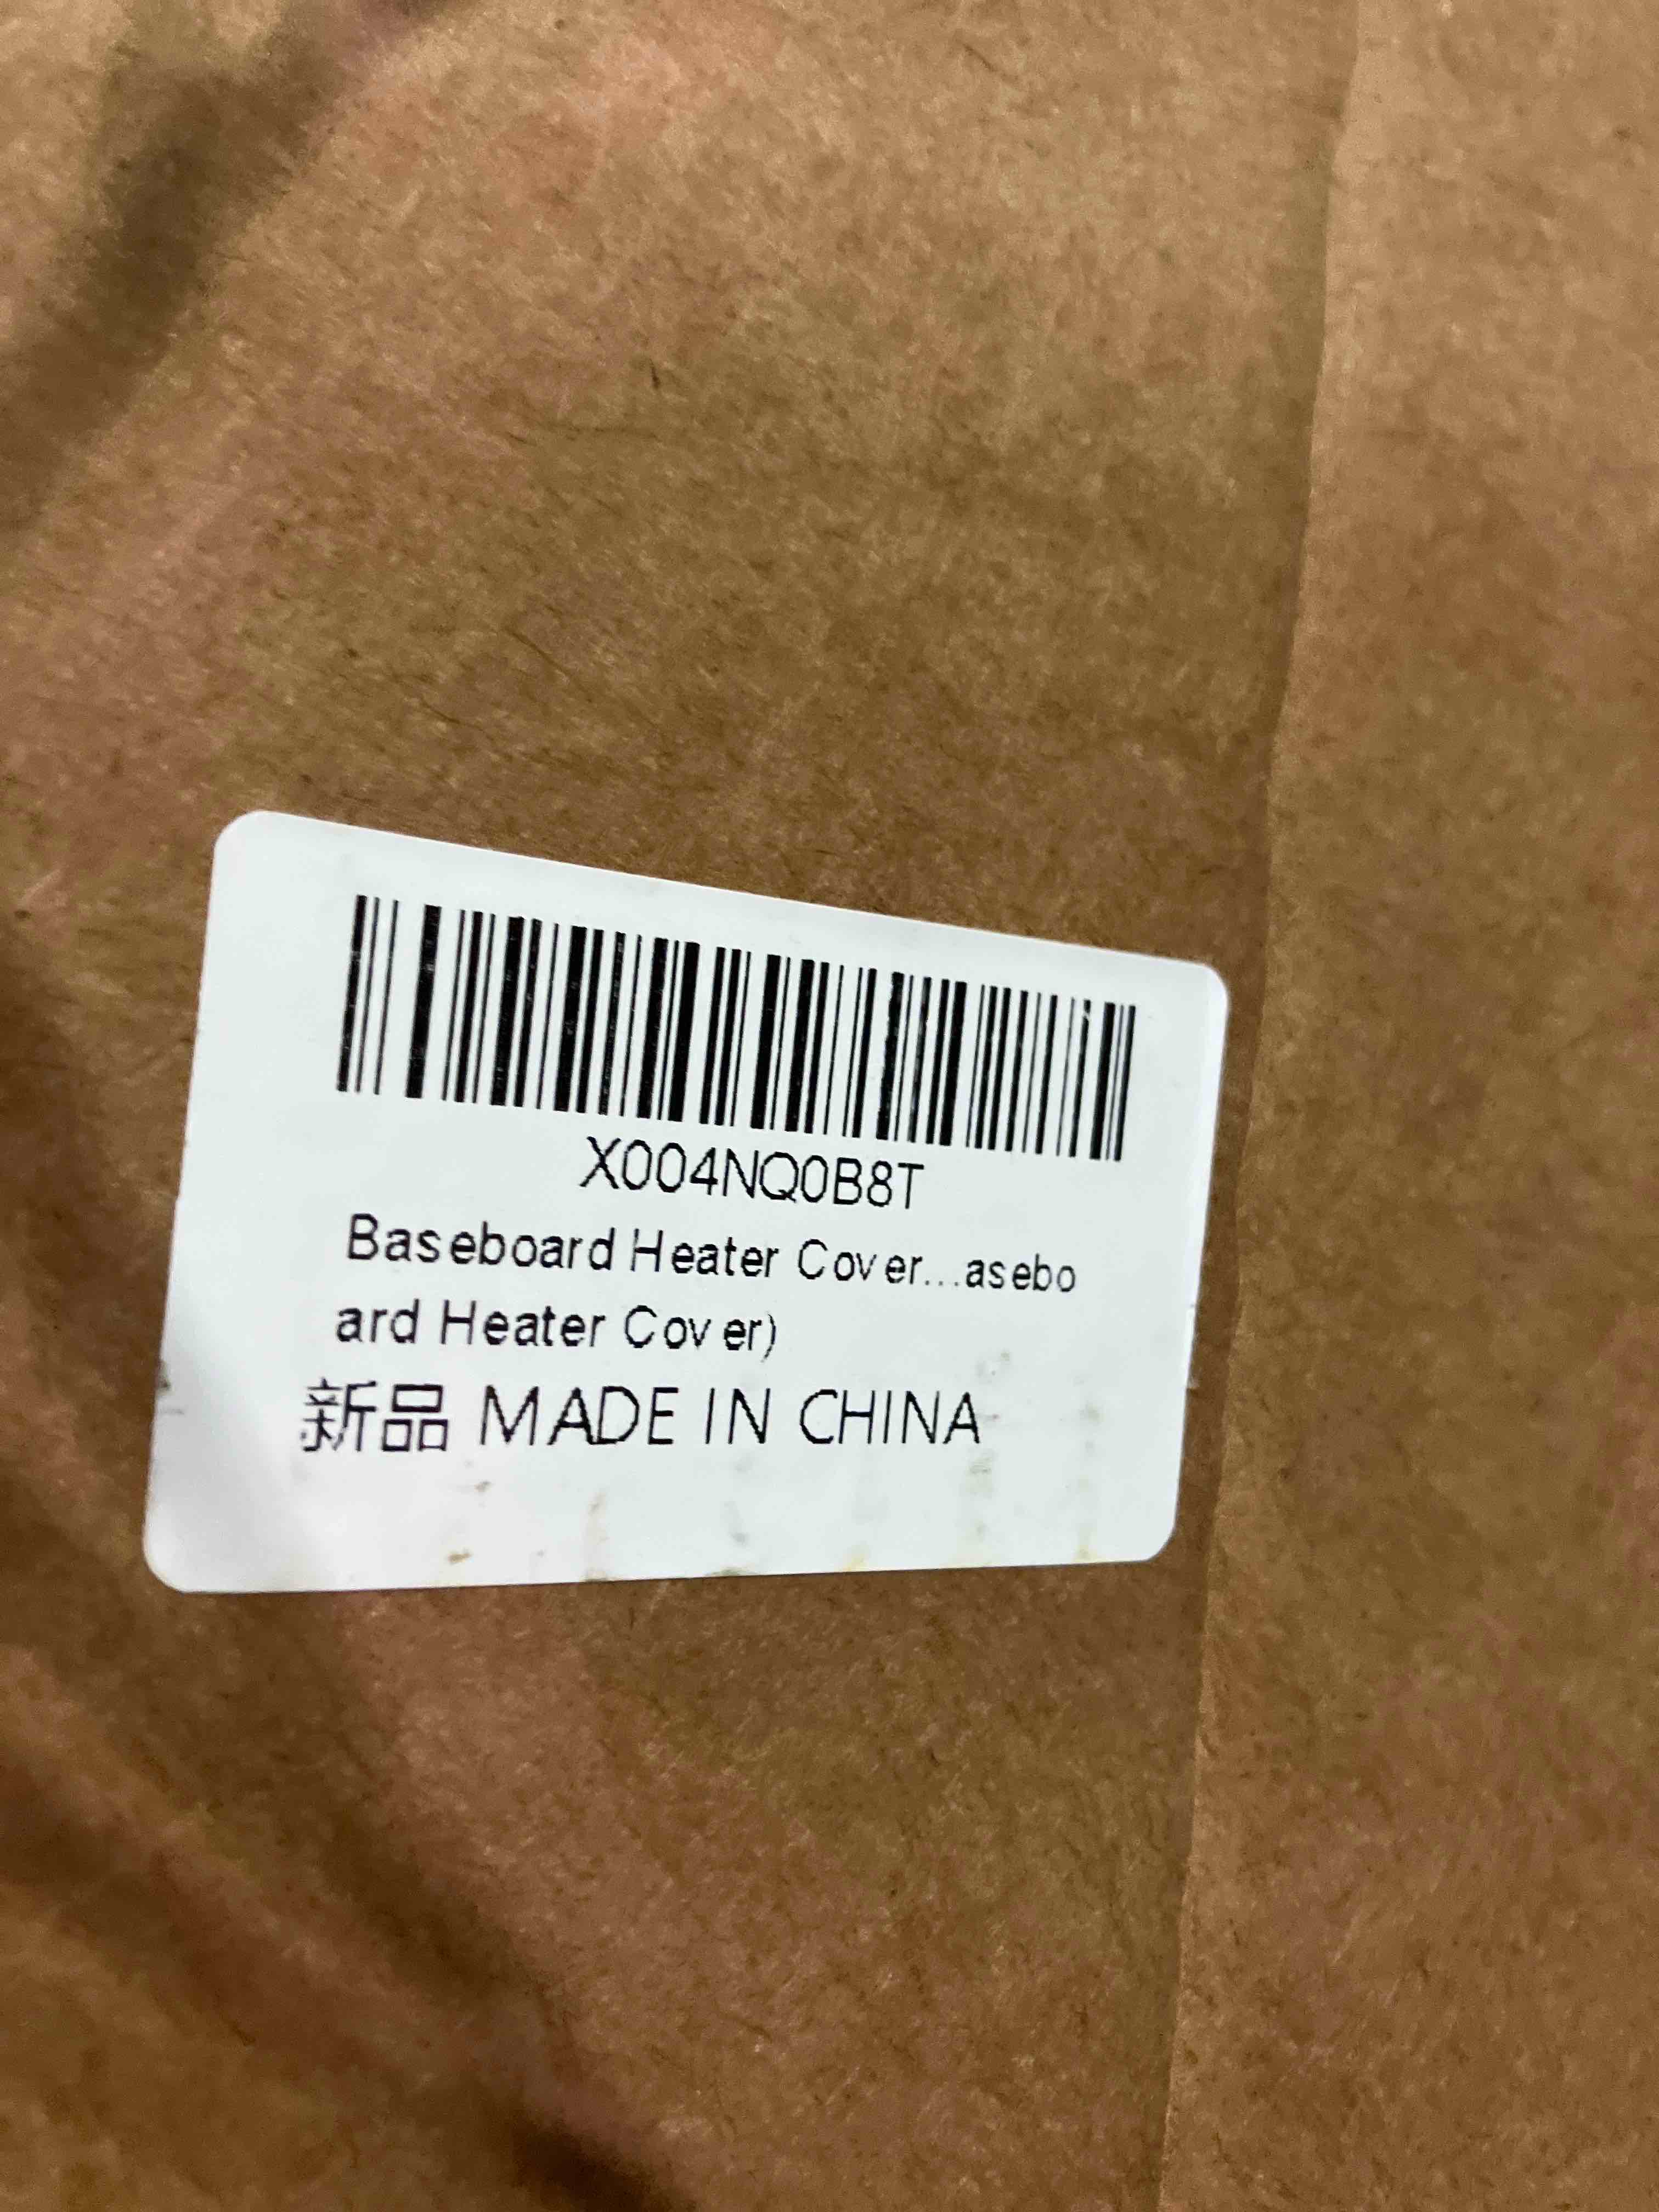 X004NQ0B8T
Baseboard Heater Cover...asebo
ard Heater Cover)
新品 MADE IN CHINA